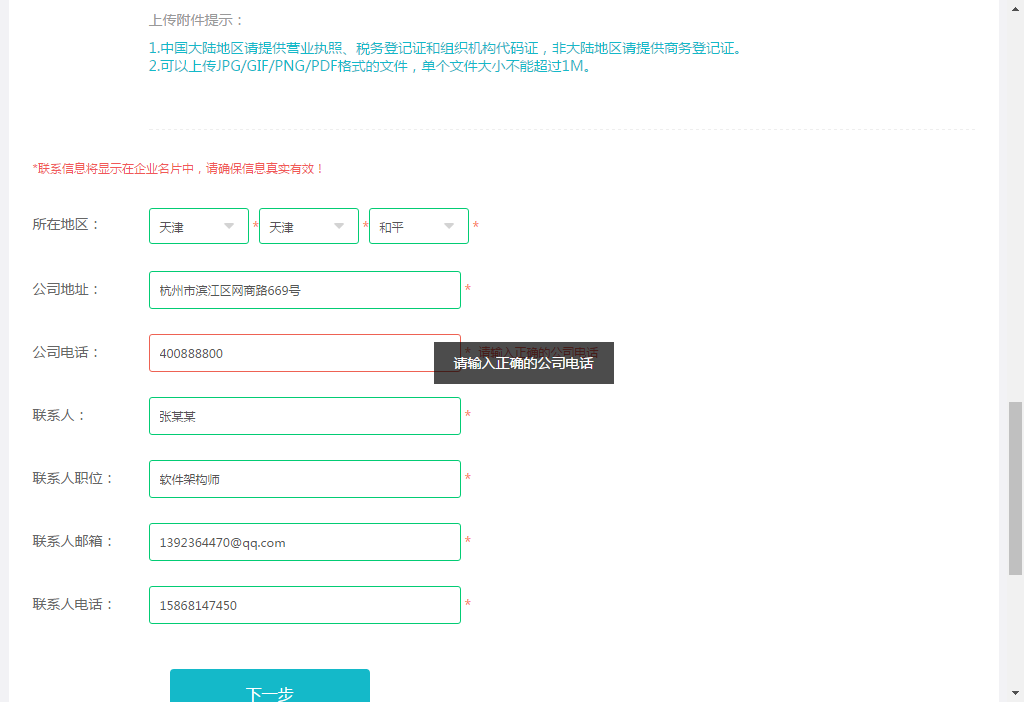 上传附件提示：
1.中国大陆地区请提供营业执照、税务登记证和组织机构代码证，非大陆地区请提供商务登记证。
2.可以上传JPG/GIF/PNG/PDF格式的文件，单个文件大小不能超过1M。
*联系信息将显示在企业名片中，请确保信息真实有效！
所在地区： 天津 * 天津 * 和平 *
公司地址： 杭州市滨江区网商路669号 *
公司电话： 400888800 * 请输入正确的公司电话
请输入正确的公司电话
联系人： 张某某 *
联系人职位： 软件架构师 *
联系人邮箱： 1392364470@qq.com *
联系人电话： 15868147450 *
下一步